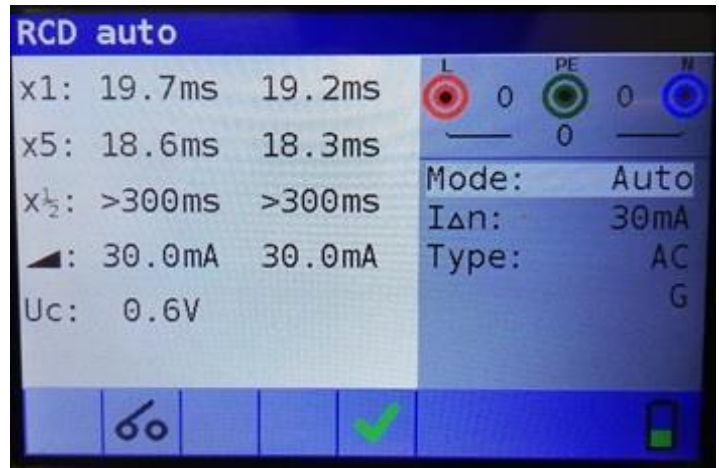 RCD auto
x1: 19.7ms 19.2ms
x5: 18.6ms 18.3ms
x½: >300ms >300ms
◢: 30.0mA 30.0mA
Uc: 0.6V
L PE N
0 0
0
Mode: Auto
I∆n: 30mA
Type: AC
G